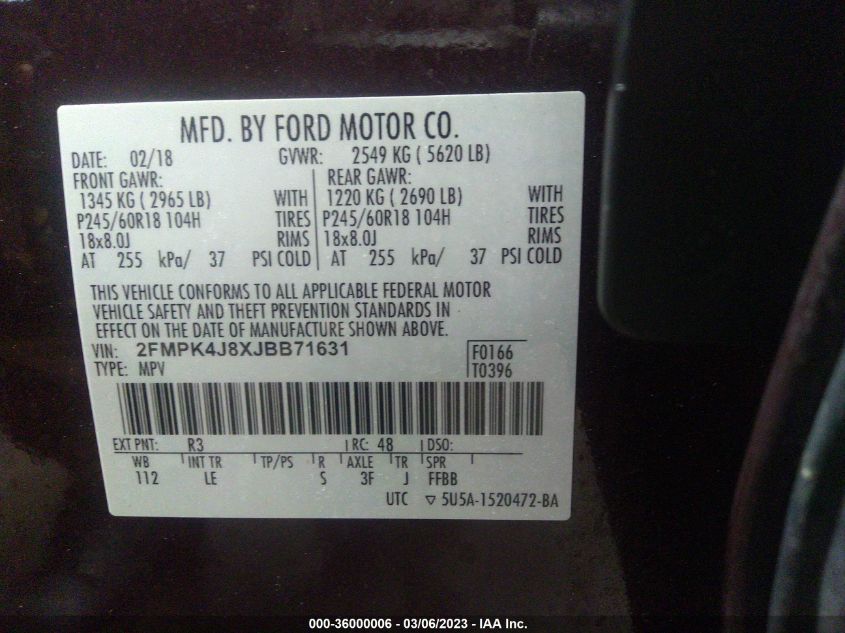 MFD. BY FORD MOTOR CO.
DATE: 02/18 GVWR: 2549 KG ( 5620 LB)
FRONT GAWR: REAR GAWR:
1345 KG ( 2965 LB) WITH 1220 KG ( 2690 LB) WITH
P245/60R18 104H TIRES P245/60R18 104H TIRES
18x8.0J RIMS 18x8.0J RIMS
AT 255 kPa/ 37 PSI COLD AT 255 kPa/ 37 PSI COLD
THIS VEHICLE CONFORMS TO ALL APPLICABLE FEDERAL MOTOR
VEHICLE SAFETY AND THEFT PREVENTION STANDARDS IN
EFFECT ON THE DATE OF MANUFACTURE SHOWN ABOVE.
VIN: 2FMPK4J8XJBB71631 F0166
TYPE: MPV T0396
EXT PNT: R3 RC: 48 DSO:
WB INT TR TP/PS R AXLE TR SPR
112 LE S 3F J FFBB
UTC ▽ 5U5A-1520472-BA
000-36000006 - 03/06/2023 - IAA Inc.